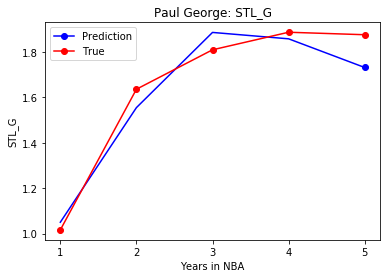 Paul George: STL_G
Prediction
True
STL_G
1.8
1.6
1.4
1.2
1.0
1 2 3 4 5
Years in NBA